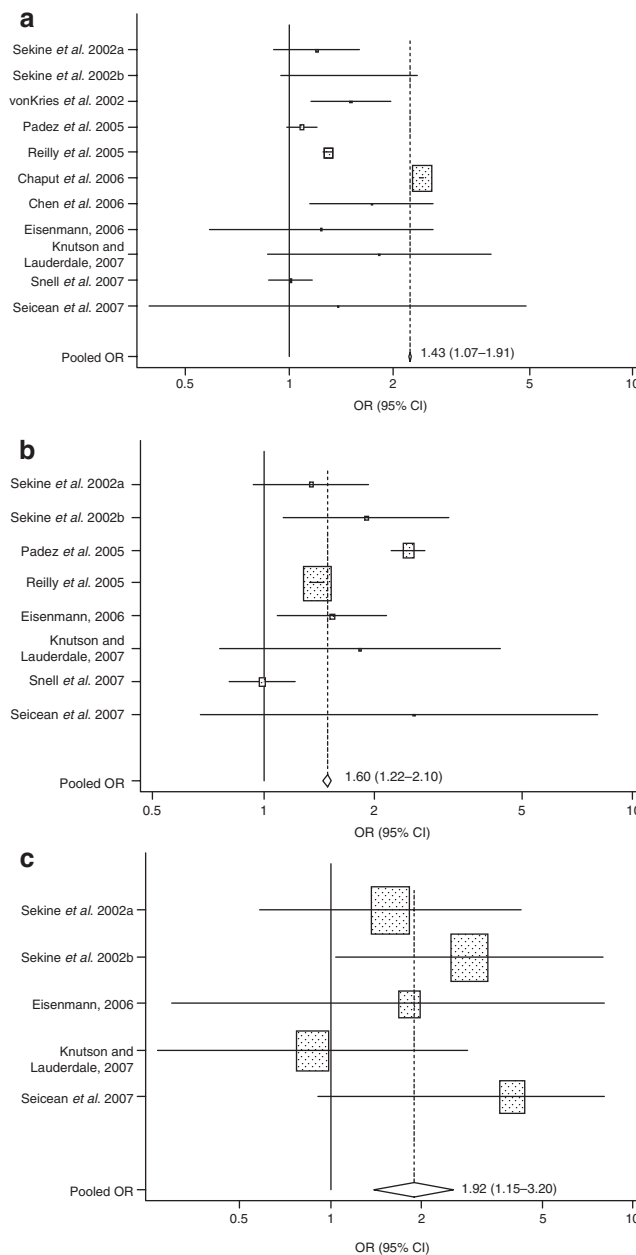 a
Sekine et al. 2002a
Sekine et al. 2002b
vonKries et al. 2002
Padez et al. 2005
Reilly et al. 2005
Chaput et al. 2006
Chen et al. 2006
Eisenmann, 2006
Knutson and
Lauderdale, 2007
Snell et al. 2007
Seicean et al. 2007
Pooled OR
1.43 (1.07–1.91)
0.5 1 2 5 10
OR (95% CI)
b
Sekine et al. 2002a
Sekine et al. 2002b
Padez et al. 2005
Reilly et al. 2005
Eisenmann, 2006
Knutson and
Lauderdale, 2007
Snell et al. 2007
Seicean et al. 2007
Pooled OR
1.60 (1.22–2.10)
0.5 1 2 5 10
OR (95% CI)
c
Sekine et al. 2002a
Sekine et al. 2002b
Eisenmann, 2006
Knutson and
Lauderdale, 2007
Seicean et al. 2007
Pooled OR
1.92 (1.15–3.20)
0.5 1 2 5 10
OR (95% CI)